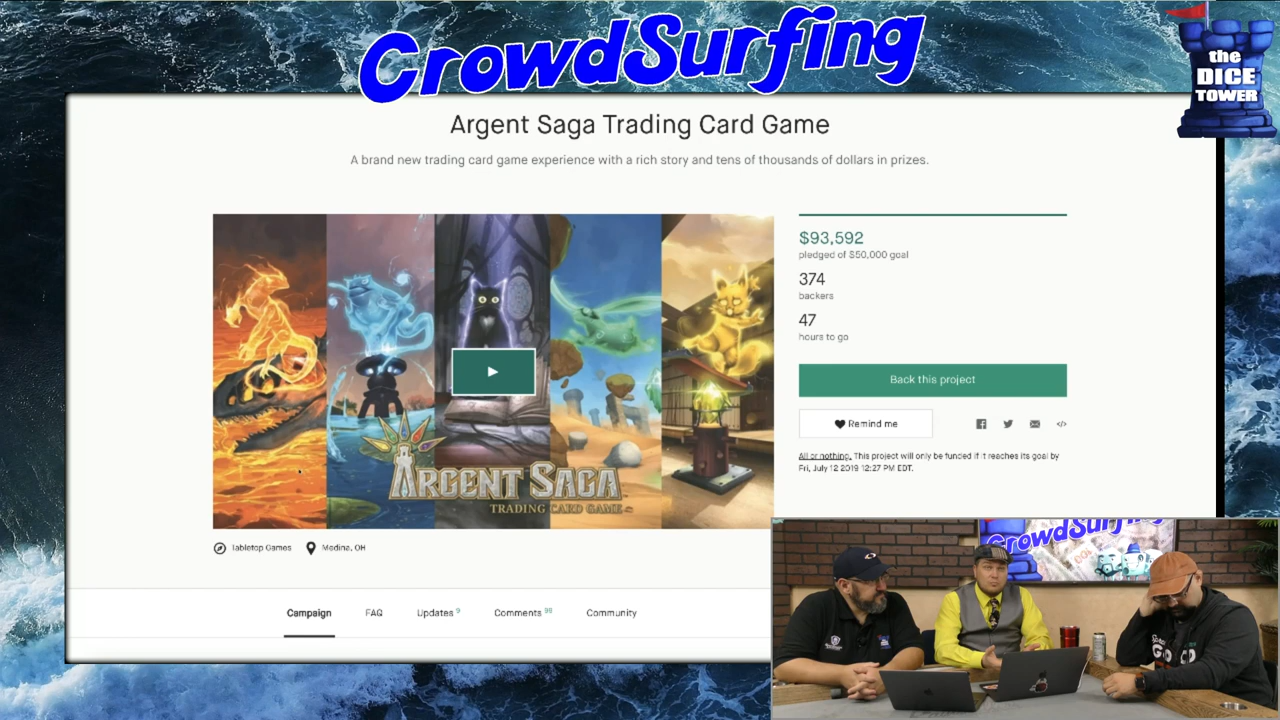 CrowdSurfing
the
DICE
TOWER
Argent Saga Trading Card Game
A brand new trading card game experience with a rich story and tens of thousands of dollars in prizes.
$93,592
pledged of $50,000 goal
374
backers
47
hours to go
Back this project
Remind me
All or nothing. This project will only be funded if it reaches its goal by
Fri, July 12 2019 12:27 PM EDT.
ARGENT SAGA
TRADING CARD GAME
Tabletop Games
Medina, OH
Campaign
FAQ
Updates 9
Comments 99
Community
CrowdSurfing